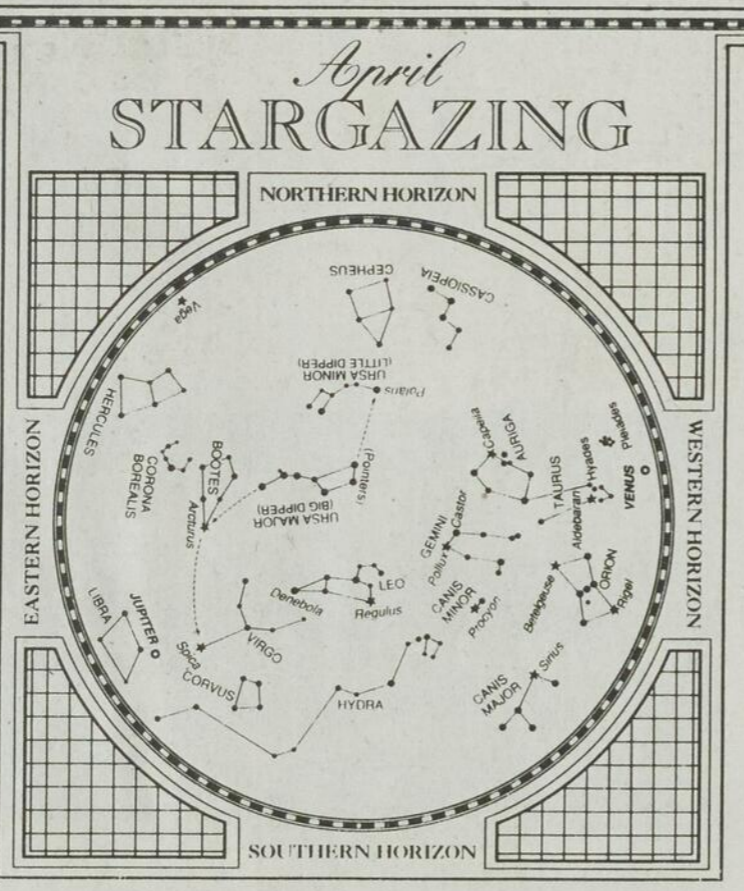 April
STARGAZING
NORTHERN HORIZON
CEPHEUS
CASSIOPEIA
Vega
URSA MINOR
(LITTLE DIPPER)
Polaris
HERCULES
CORONA
BOREALIS
BOOTES
Arcturus
(Pointers)
URSA MAJOR
(BIG DIPPER)
Capella
AURIGA
TAURUS
Hyades
Pleiades
VENUS
Aldebaran
EASTERN HORIZON
WESTERN HORIZON
GEMINI
Castor
Pollux
LEO
Denebola
Regulus
CANIS
MINOR
Procyon
Betelgeuse
ORION
Rigel
LIBRA
JUPITER
Spica
VIRGO
CORVUS
HYDRA
CANIS
MAJOR
Sirius
SOUTHERN HORIZON